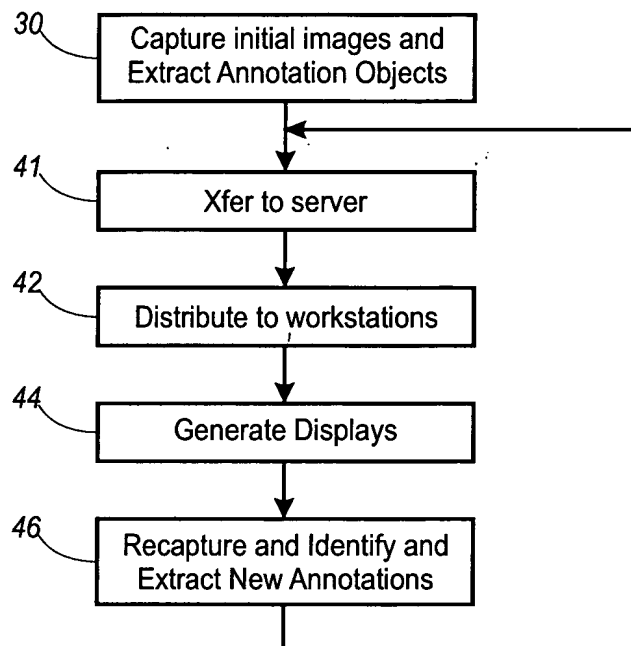 30
Capture initial images and
Extract Annotation Objects
41
Xfer to server
42
Distribute to workstations
44
Generate Displays
46
Recapture and Identify and
Extract New Annotations